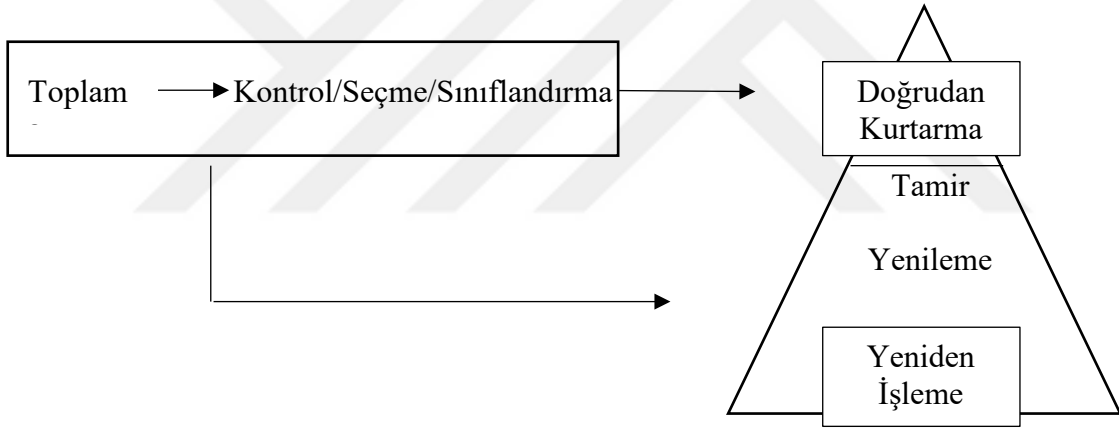 Toplam
Kontrol/Seçme/Sınıflandırma
Doğrudan
Kurtarma
Tamir
Yenileme
Yeniden
İşleme